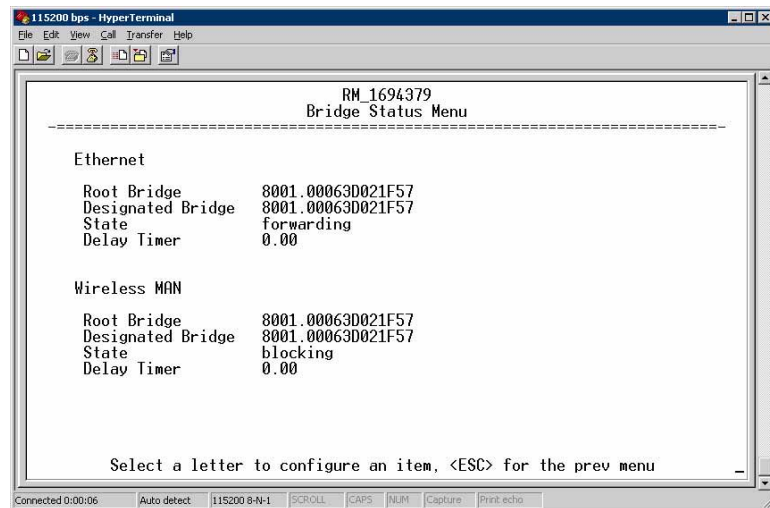 115200 bps - HyperTerminal
File Edit View Call Transfer Help
RM_1694379
Bridge Status Menu
-==========================================================================-
Ethernet
Root Bridge 8001.00063D021F57
Designated Bridge 8001.00063D021F57
State forwarding
Delay Timer 0.00
Wireless MAN
Root Bridge 8001.00063D021F57
Designated Bridge 8001.00063D021F57
State blocking
Delay Timer 0.00
Select a letter to configure an item, <ESC> for the prev menu _
Connected 0:00:06 Auto detect 115200 8-N-1 SCROLL CAPS NUM Capture Print echo